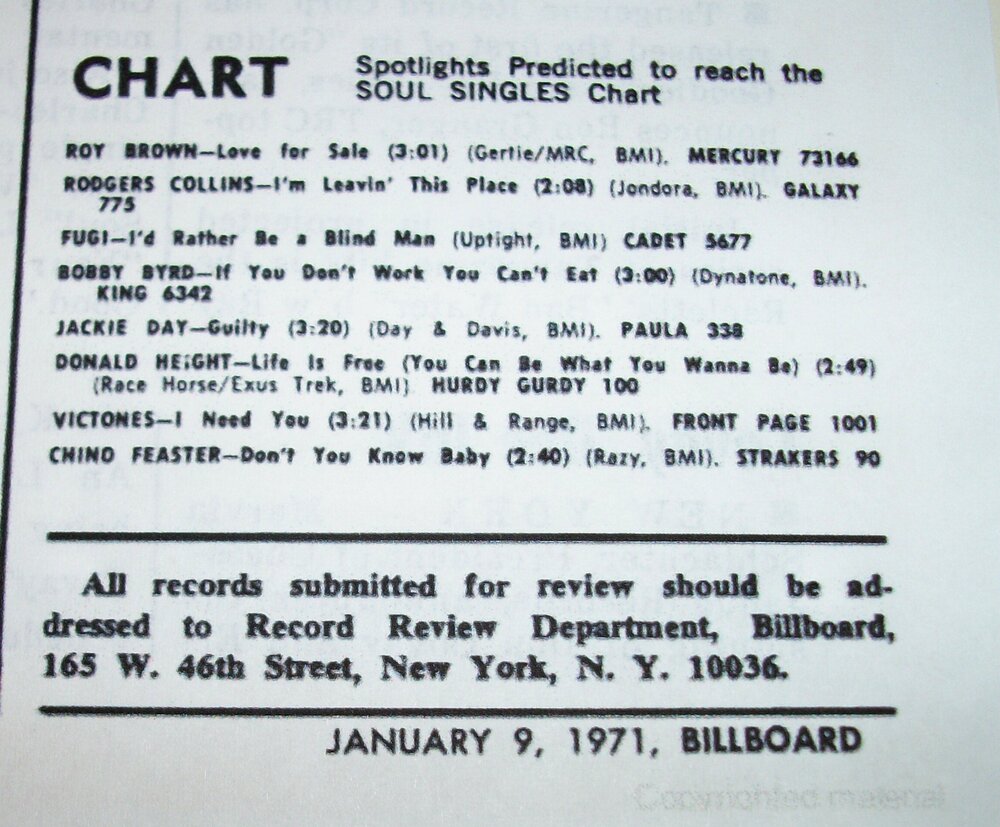 CHART
Spotlights Predicted to reach the
SOUL SINGLES Chart
ROY BROWN—Love for Sale (3:01) (Gertie/MRC, BMI). MERCURY 73166
RODGERS COLLINS—I'm Leavin' This Place (2:08) (Jondora, BMI). GALAXY
775
FUGI—I'd Rather Be a Blind Man (Uptight, BMI) CADET 5677
BOBBY BYRD—If You Don't Work You Can't Eat (3:00) (Dynatone, BMI).
KING 6342
JACKIE DAY—Guilty (3:20) (Day & Davis, BMI). PAULA 338
DONALD HEIGHT—Life Is Free (You Can Be What You Wanna Be) (2:49)
(Race Horse/Exus Trek, BMI) HURDY GURDY 100
VICTONES—I Need You (3:21) (Hill & Range, BMI). FRONT PAGE 1001
CHINO FEASTER—Don't You Know Baby (2:40) (Razy, BMI). STRAKERS 90
All records submitted for review should be ad-
dressed to Record Review Department, Billboard,
165 W. 46th Street, New York, N. Y. 10036.
JANUARY 9, 1971, BILLBOARD
Copyrighted material